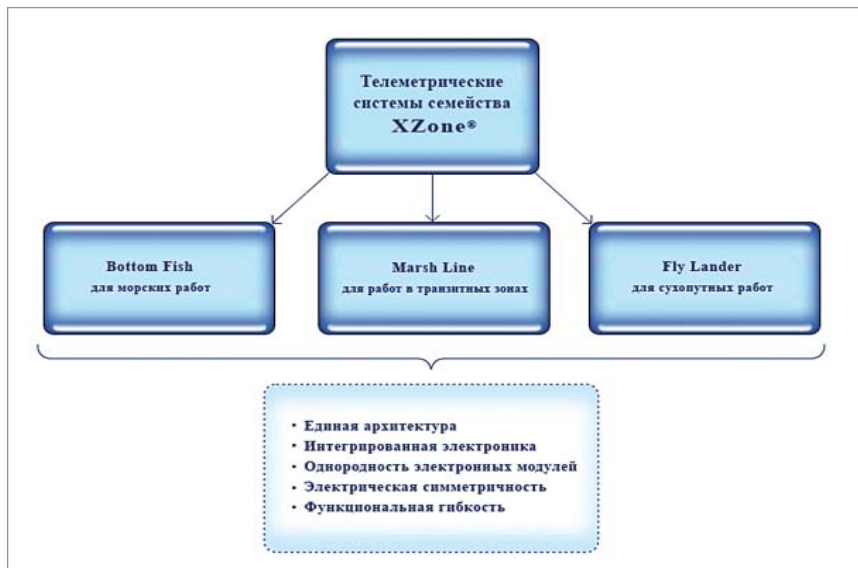 Телеметрические
системы семейства
XZone®
Bottom Fish
для морских работ
Marsh Line
для работ в транзитных зонах
Fly Lander
для сухопутных работ
• Единая архитектура
• Интегрированная электроника
• Однородность электронных модулей
• Электрическая симметричность
• Функциональная гибкость